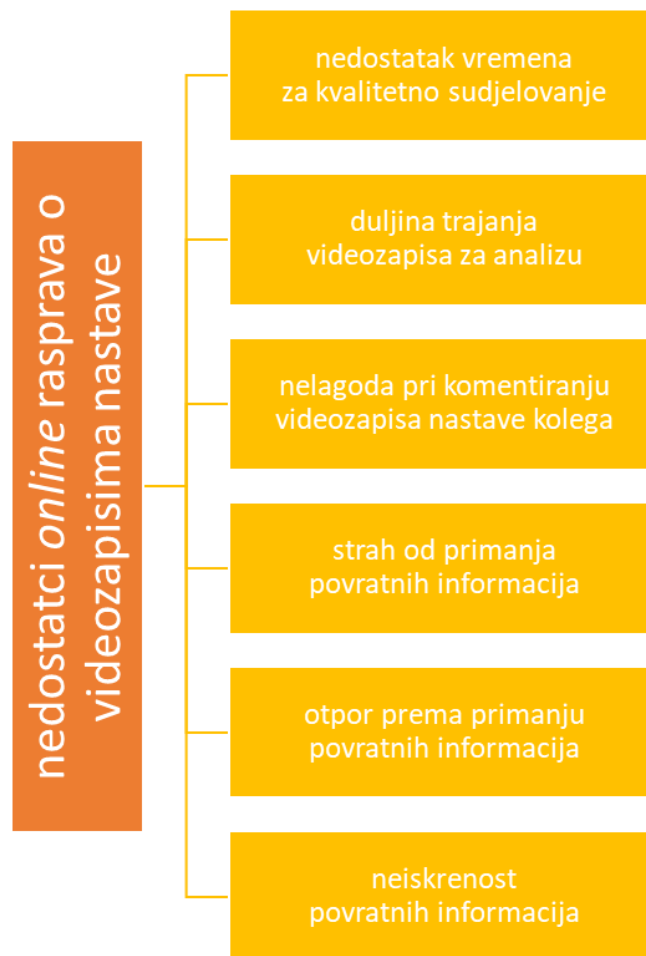 nedostatci online rasprava o
videozapisima nastave
nedostatak vremena
za kvalitetno sudjelovanje
duljina trajanja
videozapisa za analizu
nelagoda pri komentiranju
videozapisa nastave kolega
strah od primanja
povratnih informacija
otpor prema primanju
povratnih informacija
neiskrenost
povratnih informacija